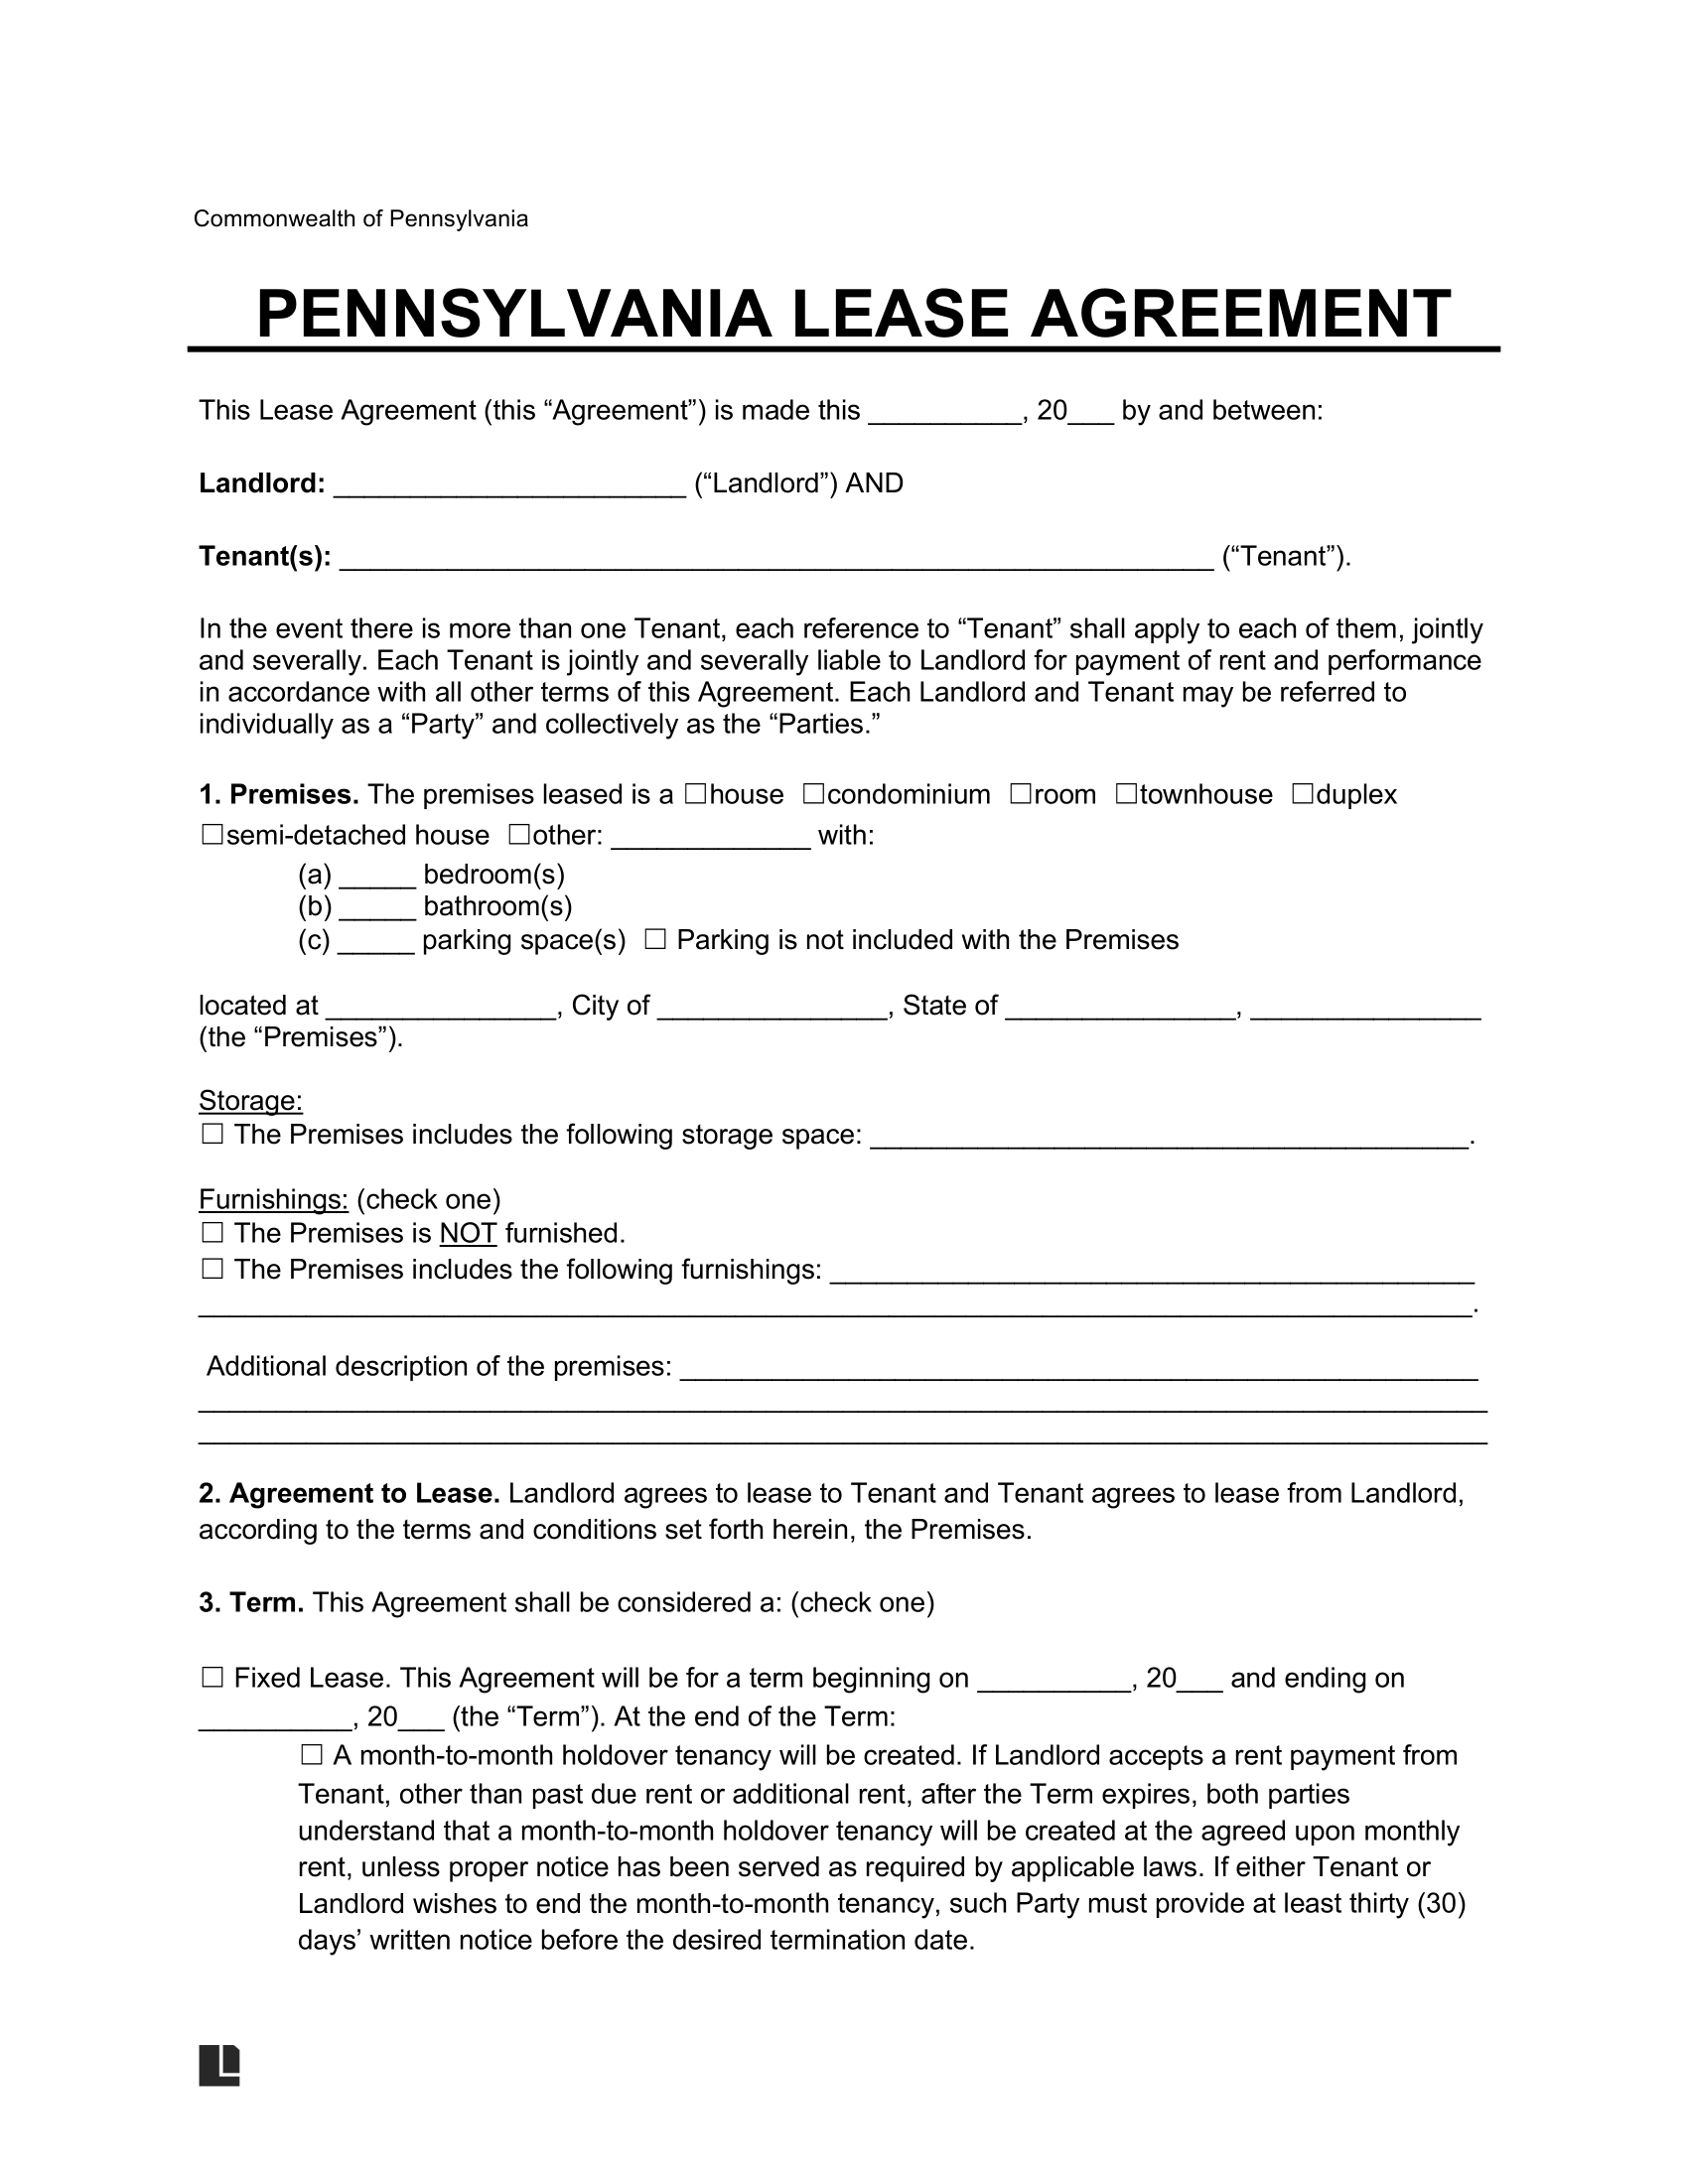 Commonwealth of Pennsylvania
PENNSYLVANIA LEASE AGREEMENT
This Lease Agreement (this “Agreement”) is made this __________, 20___ by and between:
Landlord: _______________________ (“Landlord”) AND
Tenant(s): _________________________________________________________ (“Tenant”).
In the event there is more than one Tenant, each reference to “Tenant” shall apply to each of them, jointly
and severally. Each Tenant is jointly and severally liable to Landlord for payment of rent and performance
in accordance with all other terms of this Agreement. Each Landlord and Tenant may be referred to
individually as a “Party” and collectively as the “Parties.”
1. Premises. The premises leased is a ☐house ☐condominium ☐room ☐townhouse ☐duplex
☐semi-detached house ☐other: _____________ with:
(a) _____ bedroom(s)
(b) _____ bathroom(s)
(c) _____ parking space(s) ☐ Parking is not included with the Premises
located at _______________, City of _______________, State of _______________, _______________
(the “Premises”).
Storage:
☐ The Premises includes the following storage space: _______________________________________.
Furnishings: (check one)
☐ The Premises is NOT furnished.
☐ The Premises includes the following furnishings: __________________________________________
___________________________________________________________________________________.
Additional description of the premises: ____________________________________________________
____________________________________________________________________________________
____________________________________________________________________________________
2. Agreement to Lease. Landlord agrees to lease to Tenant and Tenant agrees to lease from Landlord,
according to the terms and conditions set forth herein, the Premises.
3. Term. This Agreement shall be considered a: (check one)
☐ Fixed Lease. This Agreement will be for a term beginning on __________, 20___ and ending on
__________, 20___ (the “Term”). At the end of the Term:
☐ A month-to-month holdover tenancy will be created. If Landlord accepts a rent payment from
Tenant, other than past due rent or additional rent, after the Term expires, both parties
understand that a month-to-month holdover tenancy will be created at the agreed upon monthly
rent, unless proper notice has been served as required by applicable laws. If either Tenant or
Landlord wishes to end the month-to-month tenancy, such Party must provide at least thirty (30)
days’ written notice before the desired termination date.